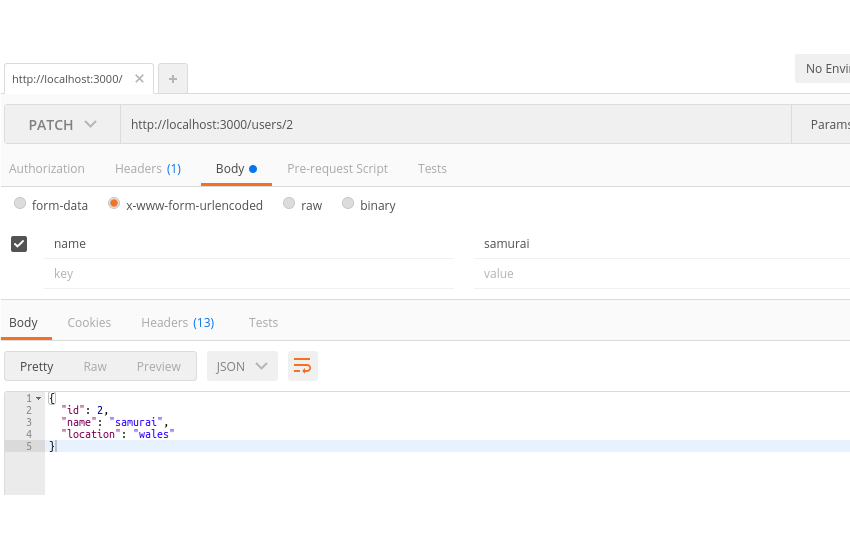 http://localhost:3000/ × +
No Envi
PATCH http://localhost:3000/users/2 Params
Authorization Headers (1) Body Pre-request Script Tests
form-data x-www-form-urlencoded raw binary
name samurai
key value
Body Cookies Headers (13) Tests
Pretty Raw Preview JSON
1 {
2 "id": 2,
3 "name": "samurai",
4 "location": "wales"
5 }